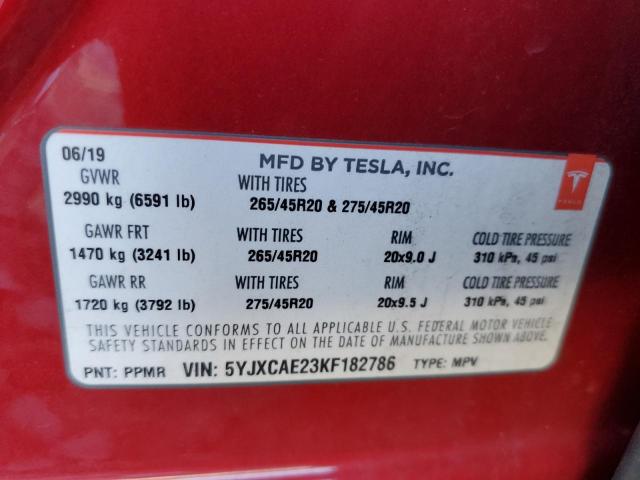 06/19
MFD BY TESLA, INC.
GVWR WITH TIRES
2990 kg (6591 lb) 265/45R20 & 275/45R20
TESLA
GAWR FRT WITH TIRES RIM COLD TIRE PRESSURE
1470 kg (3241 lb) 265/45R20 20x9.0 J 310 kPa, 45 psi
GAWR RR WITH TIRES RIM COLD TIRE PRESSURE
1720 kg (3792 lb) 275/45R20 20x9.5 J 310 kPa, 45 psi
THIS VEHICLE CONFORMS TO ALL APPLICABLE U.S. FEDERAL MOTOR VEHICLE
SAFETY STANDARDS IN EFFECT ON THE DATE OF MANUFACTURE SHOWN ABOVE.
PNT: PPMR VIN: 5YJXCAE23KF182786 TYPE: MPV